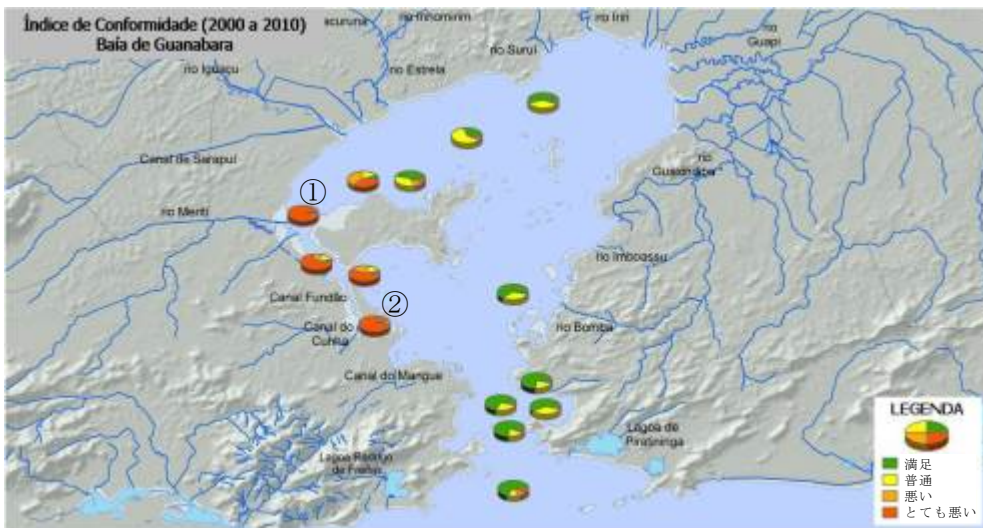 Índice de Conformidade (2000 a 2010)
Baía de Guanabara
acuruna
rio Inhomirim
rio Iriri
rio Guapi
rio Suruí
rio Estrela
rio Iguaçu
Canal de Sarapuí
rio Guaxindiba
①
rio Meriti
rio Imboassu
Canal Fundão
②
Canal do
Cunha
rio Bomba
Canal do Mangue
LEGENDA
Lagoa de
Piratininga
Lagoa Rodrigo
de Freitas
満足
普通
悪い
とても悪い